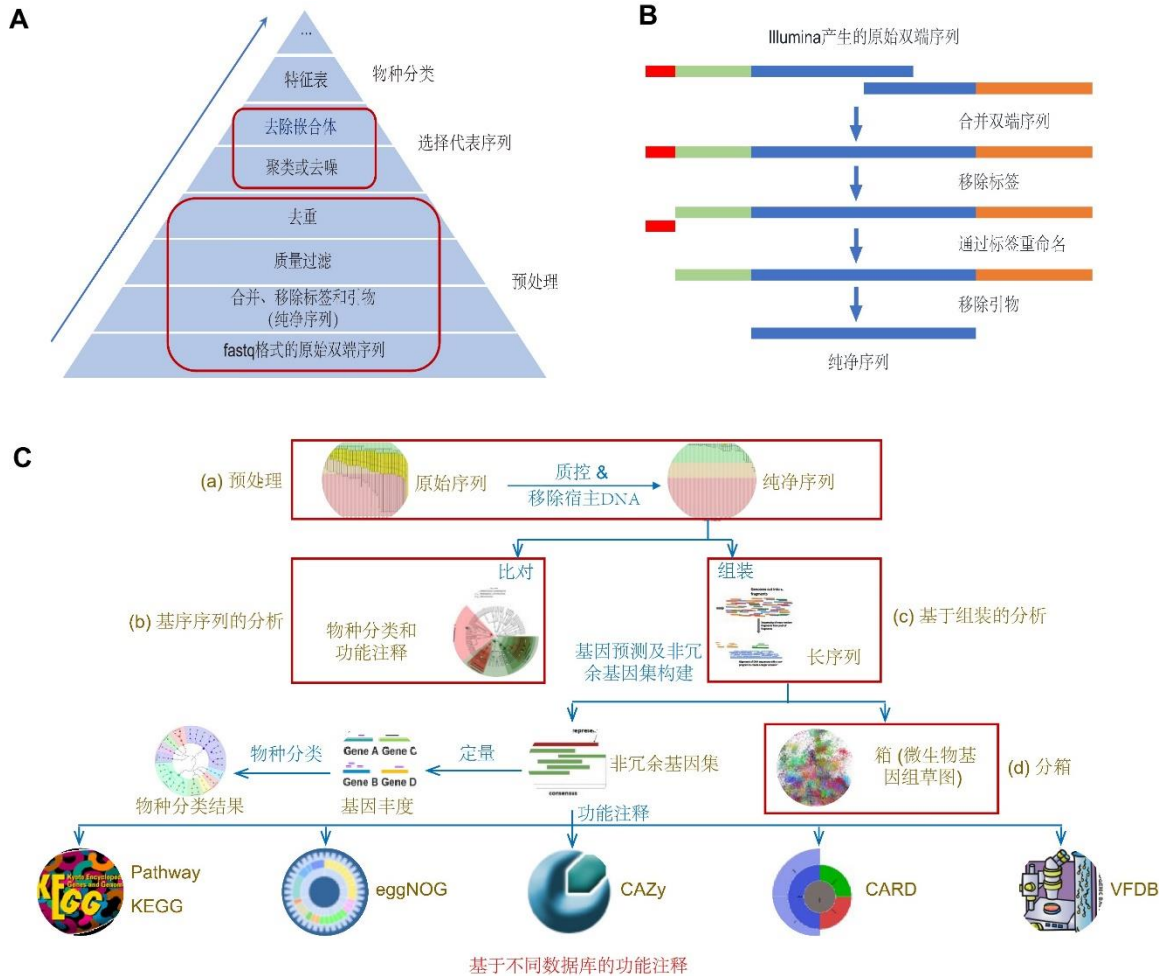 A
...
特征表
物种分类
去除嵌合体
选择代表序列
聚类或去噪
去重
质量过滤
预处理
合并、移除标签和引物
(纯净序列)
fastq格式的原始双端序列
B
Illumina产生的原始双端序列
合并双端序列
移除标签
通过标签重命名
移除引物
纯净序列
C
(a) 预处理
原始序列
质控 &
移除宿主DNA
纯净序列
比对
组装
(b) 基序序列的分析
物种分类和
功能注释
(c) 基于组装的分析
长序列
基因预测及非冗
余基因集构建
物种分类
物种分类结果
Gene A Gene C
Gene B Gene D
基因丰度
定量
represe..
consensus
非冗余基因集
箱 (微生物基
因组草图)
(d) 分箱
功能注释
KEGG
Pathway
KEGG
eggNOG
CAZy
CARD
VFDB
基于不同数据库的功能注释